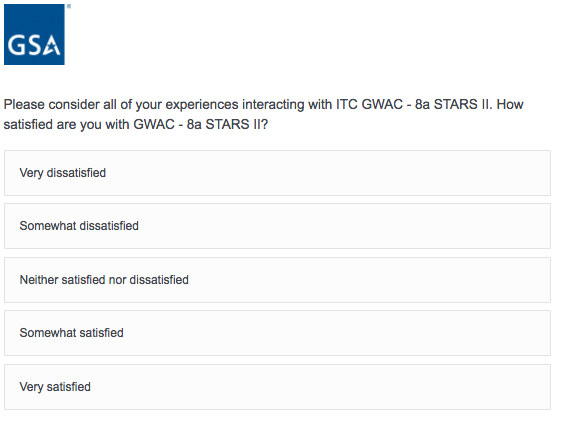 GSA
Please consider all of your experiences interacting with ITC GWAC - 8a STARS II. How
satisfied are you with GWAC - 8a STARS II?
Very dissatisfied
Somewhat dissatisfied
Neither satisfied nor dissatisfied
Somewhat satisfied
Very satisfied